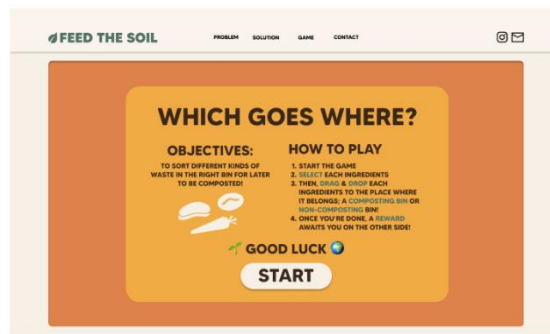 FEED THE SOIL
PROBLEM SOLUTION GAME CONTACT
WHICH GOES WHERE?
OBJECTIVES:
TO SORT DIFFERENT KINDS OF
WASTE IN THE RIGHT BIN FOR LATER
TO BE COMPOSTED!
HOW TO PLAY
1. START THE GAME
2. SELECT EACH INGREDIENTS
3. THEN, DRAG & DROP EACH
INGREDIENTS TO THE PLACE WHERE
IT BELONGS; A COMPOSTING BIN OR
NON-COMPOSTING BIN!
4. ONCE YOU'RE DONE, A REWARD
AWAITS YOU ON THE OTHER SIDE!
GOOD LUCK
START